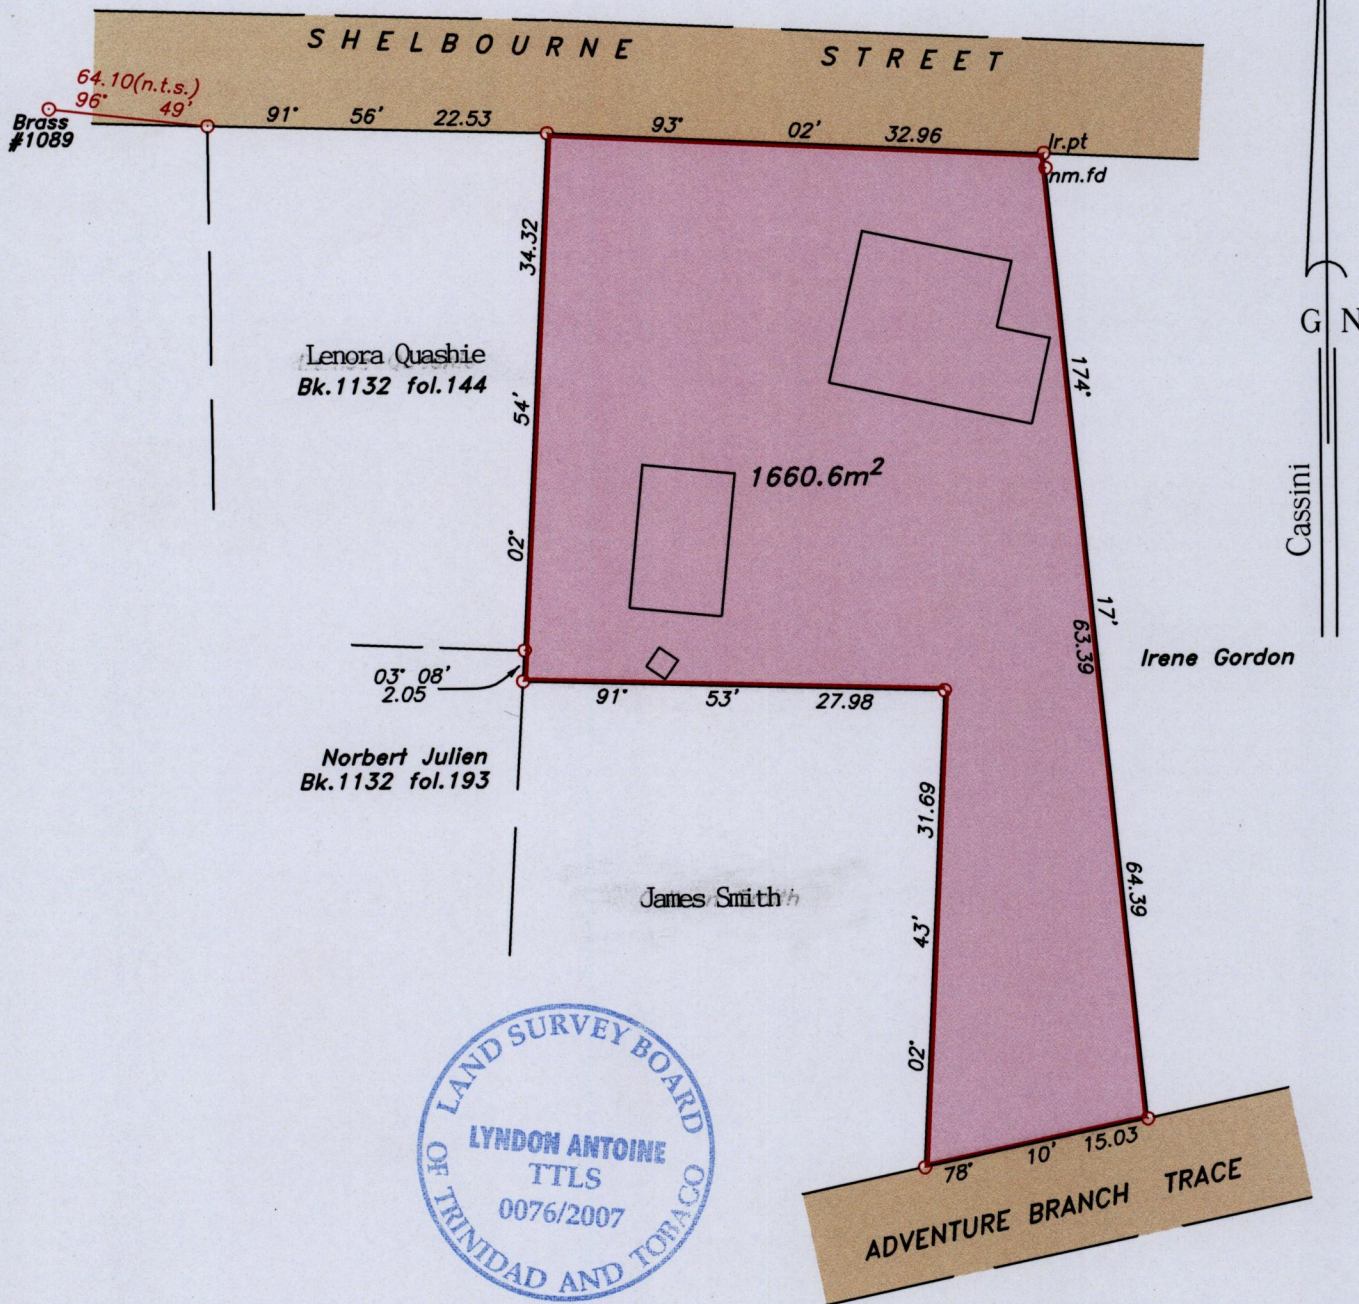 SHELBOURNE STREET
64.10(n.t.s.)
96° 49'
Brass
#1089
91° 56' 22.53
93° 02' 32.96
Ir.pt
nm.fd
34.32
54'
02°
Lenora Quashie
Bk.1132 fol.144
174°
17'
63.39
64.39
G N
Cassini
1660.6m²
Irene Gordon
03° 08'
2.05
91° 53' 27.98
Norbert Julien
Bk.1132 fol.193
31.69
43'
02°
James Smith
LAND SURVEY BOARD
LYNDON ANTOINE
TTLS
0076/2007
OF TRINIDAD AND TOBAGO
78° 10' 15.03
ADVENTURE BRANCH TRACE